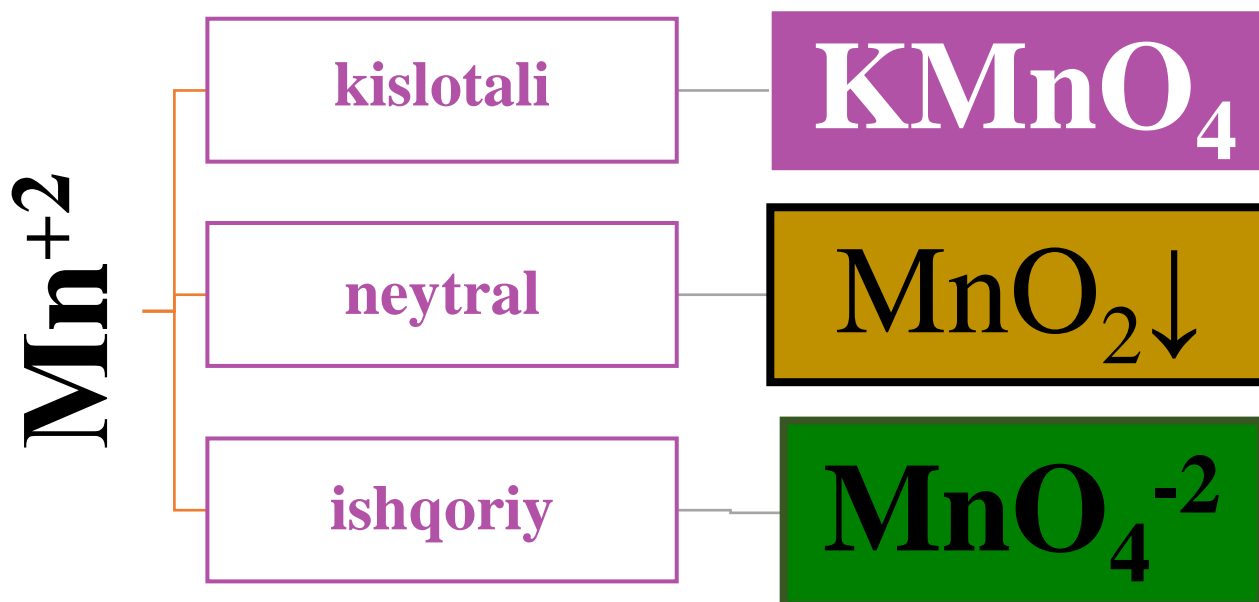 Mn⁺²
kislotali
KMnO₄
neytral
MnO₂↓
ishqoriy
MnO₄⁻²